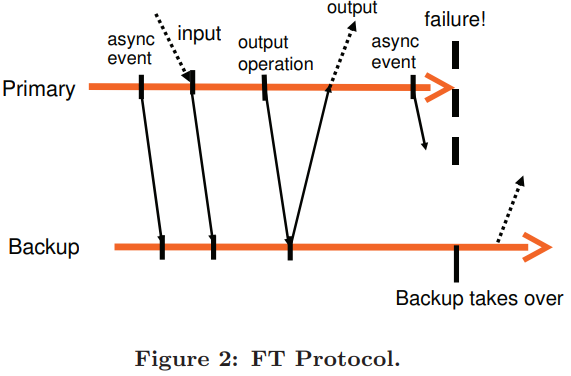 output
failure!
async
event
input
output
operation
async
event
Primary
Backup
Backup takes over
Figure 2: FT Protocol.